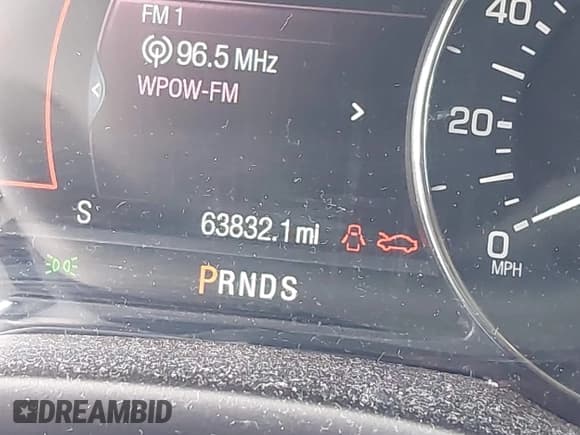 FM 1
96.5 MHz
WPOW-FM
40
20
0
MPH
S
63832.1 mi
PRNDS
DREAMBID